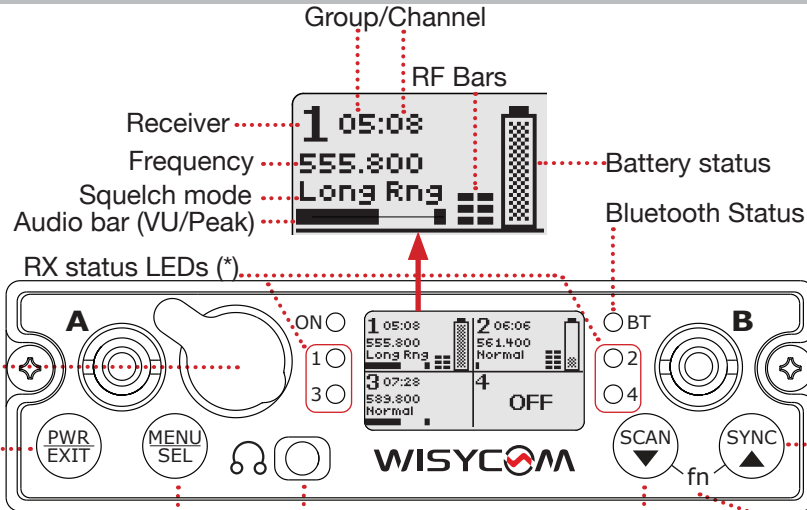 Group/Channel
RF Bars
Receiver
1 05:08
Frequency
555.800
Battery status
Squelch mode
Long Rng
Audio bar (VU/Peak)
Bluetooth Status
RX status LEDs (*)
A
ON
1
3
1 05:08
555.800
Long Rng
2 06:06
561.400
Normal
3 07:28
589.800
Normal
4
OFF
BT
2
4
B
PWR
EXIT
MENU
SEL
WISYCOM
SCAN
fn
SYNC